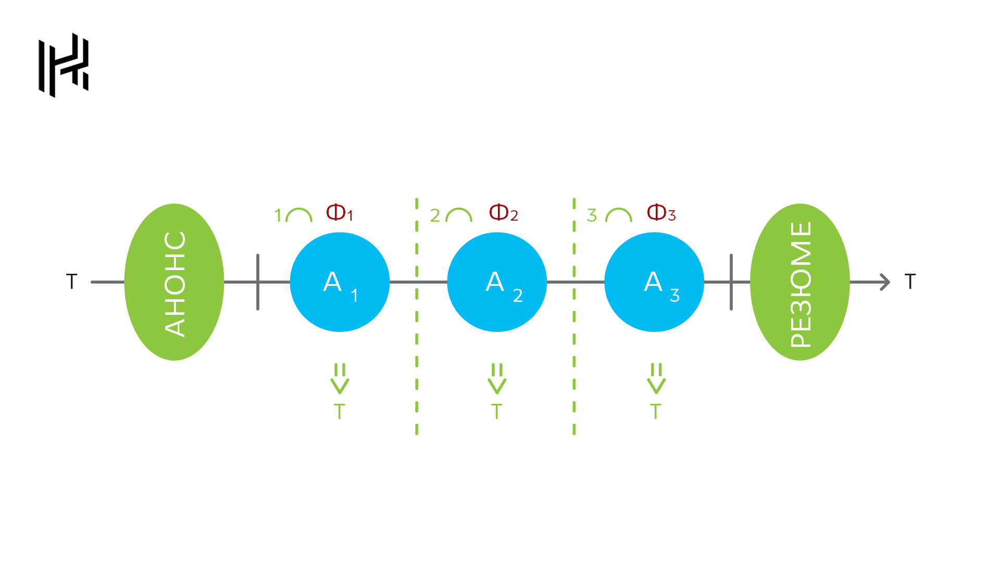 Т
АНОНС
1 Ф1
А 1
Т
2 Ф2
А 2
Т
3 Ф3
А 3
Т
РЕЗЮМЕ
Т